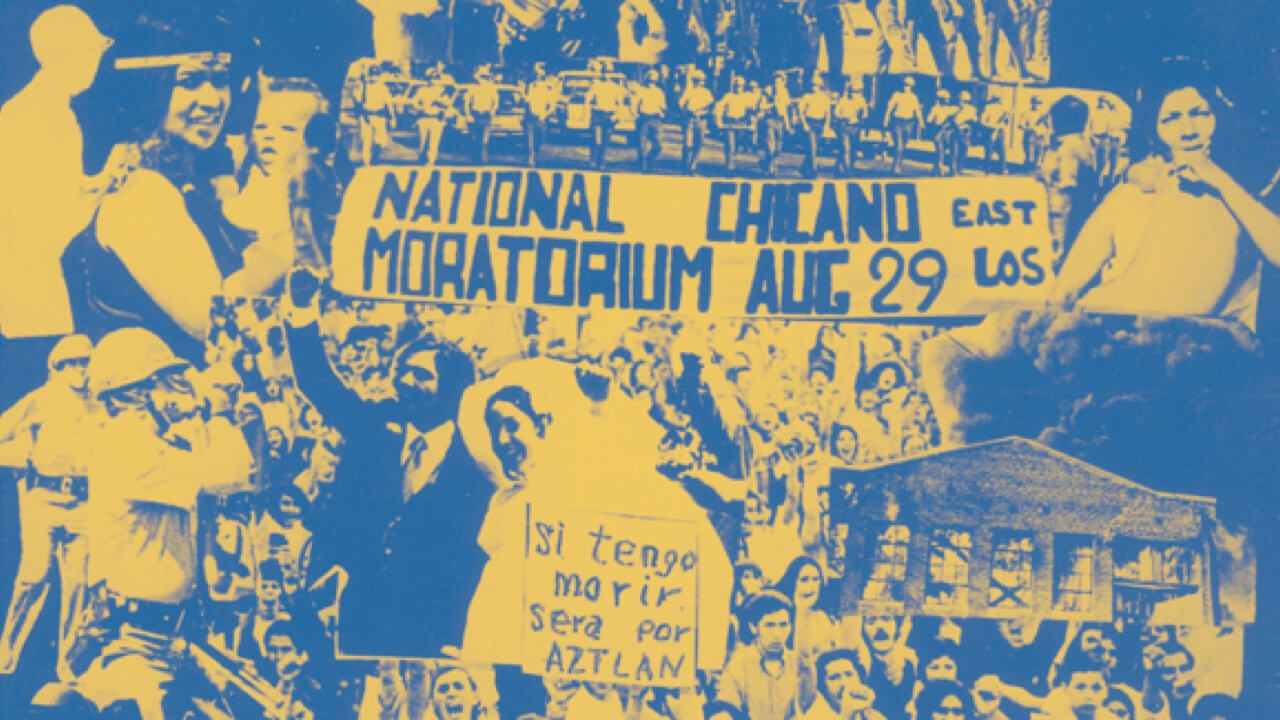 NATIONAL CHICANO EAST
MORATORIUM AUG 29 LOS
Si tengo
morir
sera por
AZTLAN